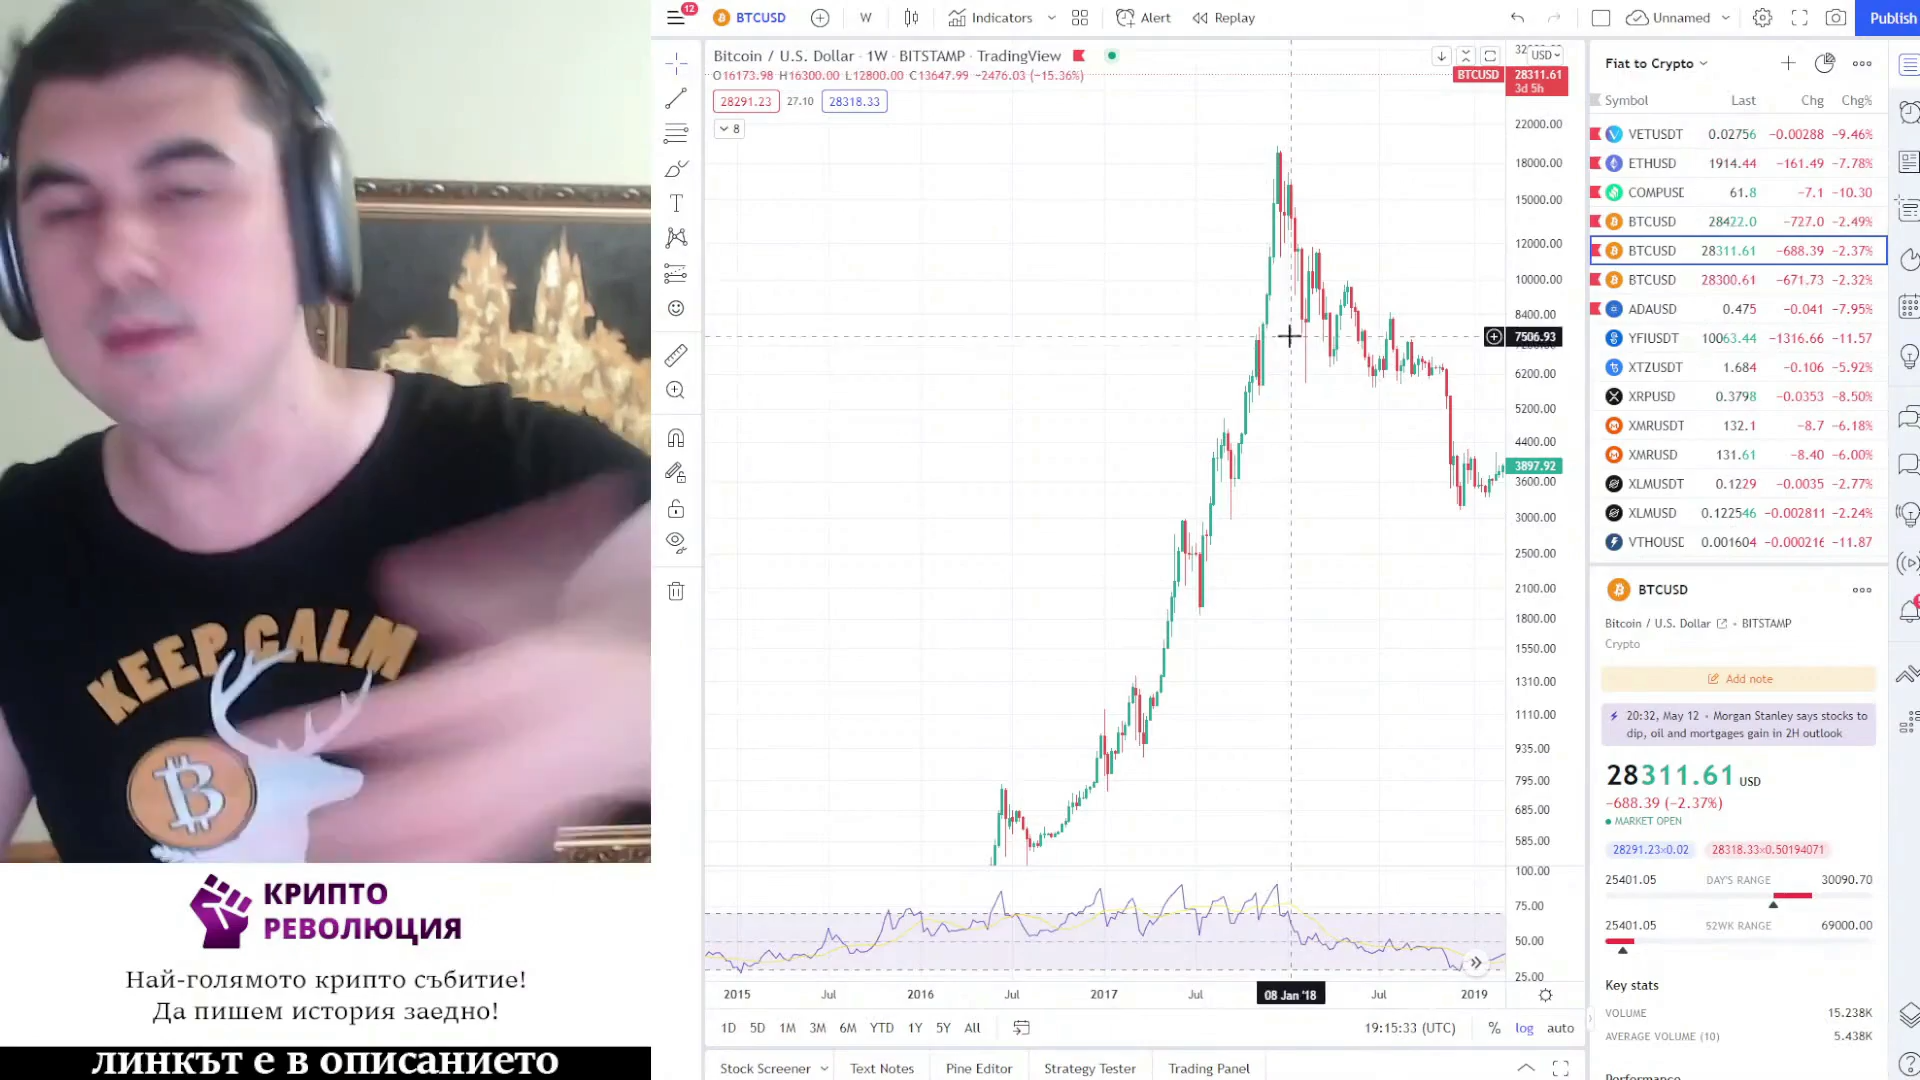 12
BTCUSD
W
Indicators
Alert
Replay
Unnamed
Publish
Bitcoin / U.S. Dollar · 1W · BITSTAMP · TradingView
O16173.98 H16300.00 L12800.00 C13647.99 −2476.03 (−15.36%)
28291.23 27.10 28318.33
8
USD
BTCUSD 28311.61
3d 5h
22000.00
18000.00
15000.00
12000.00
10000.00
8400.00
7506.93
6200.00
5200.00
4400.00
3897.92
3600.00
3000.00
2500.00
2100.00
1800.00
1550.00
1310.00
1110.00
935.00
795.00
685.00
585.00
100.00
75.00
50.00
25.00
2015 Jul 2016 Jul 2017 Jul 08 Jan '18 Jul 2019
1D 5D 1M 3M 6M YTD 1Y 5Y All
19:15:33 (UTC) % log auto
Stock Screener Text Notes Pine Editor Strategy Tester Trading Panel
Fiat to Crypto
Symbol Last Chg Chg%
VETUSDT 0.02756 −0.00288 −9.46%
ETHUSD 1914.44 −161.49 −7.78%
COMPUSD 61.8 −7.1 −10.30
BTCUSD 28422.0 −727.0 −2.49%
BTCUSD 28311.61 −688.39 −2.37%
BTCUSD 28300.61 −671.73 −2.32%
ADAUSD 0.475 −0.041 −7.95%
YFIUSDT 10063.44 −1316.66 −11.57
XTZUSDT 1.684 −0.106 −5.92%
XRPUSD 0.3798 −0.0353 −8.50%
XMRUSDT 132.1 −8.7 −6.18%
XMRUSD 131.61 −8.40 −6.00%
XLMUSDT 0.1229 −0.0035 −2.77%
XLMUSD 0.122546 −0.002811 −2.24%
VTHOUSD 0.001604 −0.000216 −11.87
BTCUSD
Bitcoin / U.S. Dollar • BITSTAMP
Crypto
Add note
20:32, May 12 • Morgan Stanley says stocks to
dip, oil and mortgages gain in 2H outlook
28311.61 USD
−688.39 (−2.37%)
MARKET OPEN
28291.23×0.02 28318.33×0.50194071
25401.05 DAY'S RANGE 30090.70
25401.05 52WK RANGE 69000.00
Key stats
VOLUME 15.238K
AVERAGE VOLUME (10) 5.438K
KEEP CALM
КРИПТО
РЕВОЛЮЦИЯ
Най-голямото крипто събитие!
Да пишем история заедно!
линкът е в описанието